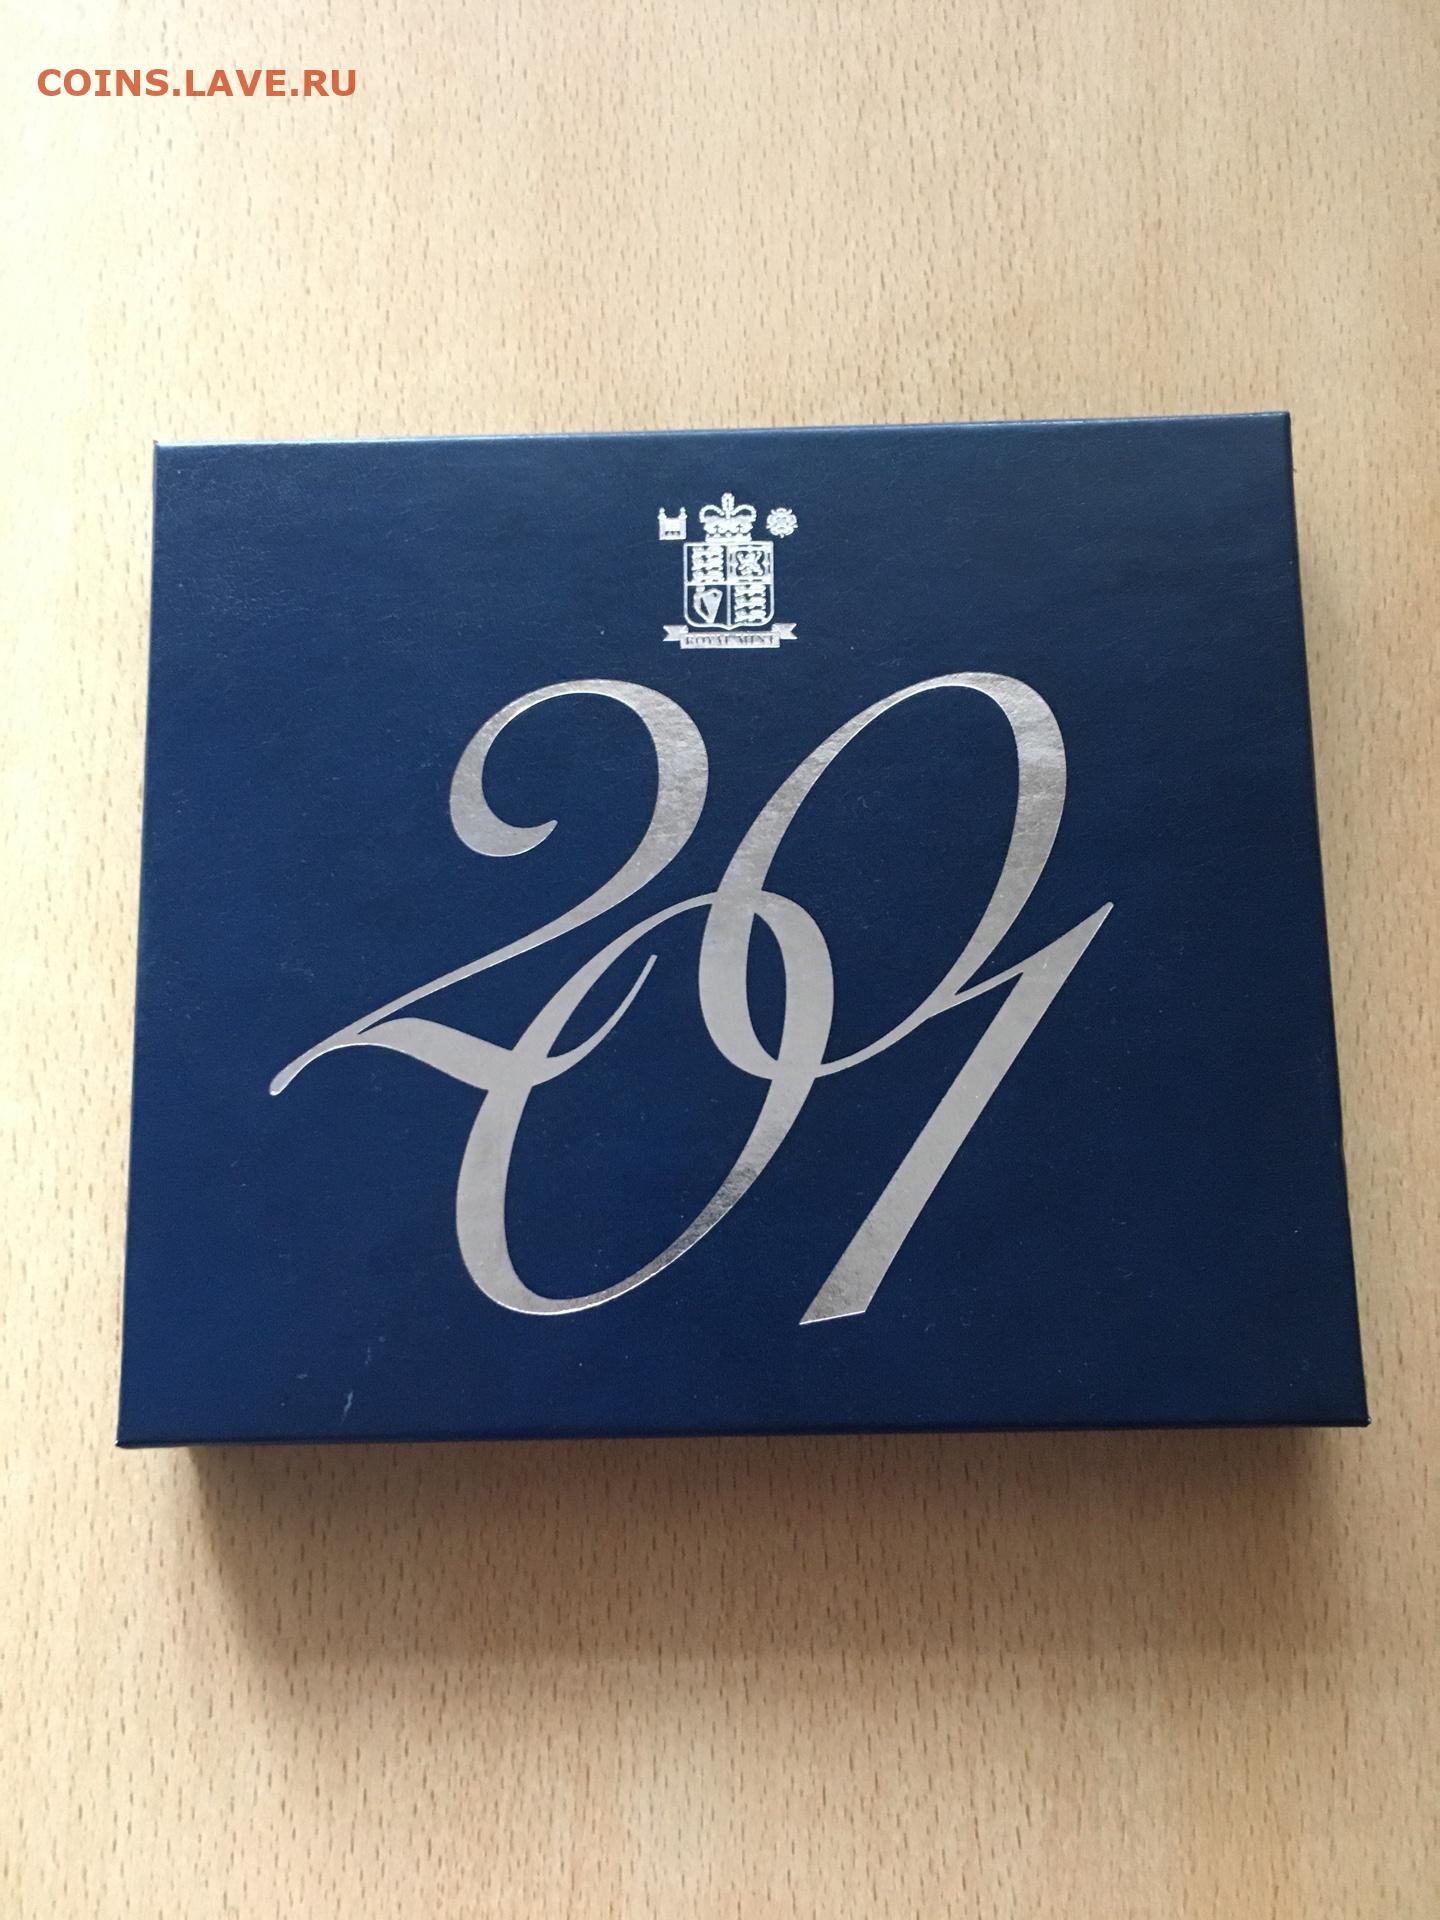 COINS.LAVE.RU
ROYAL MINT
2001